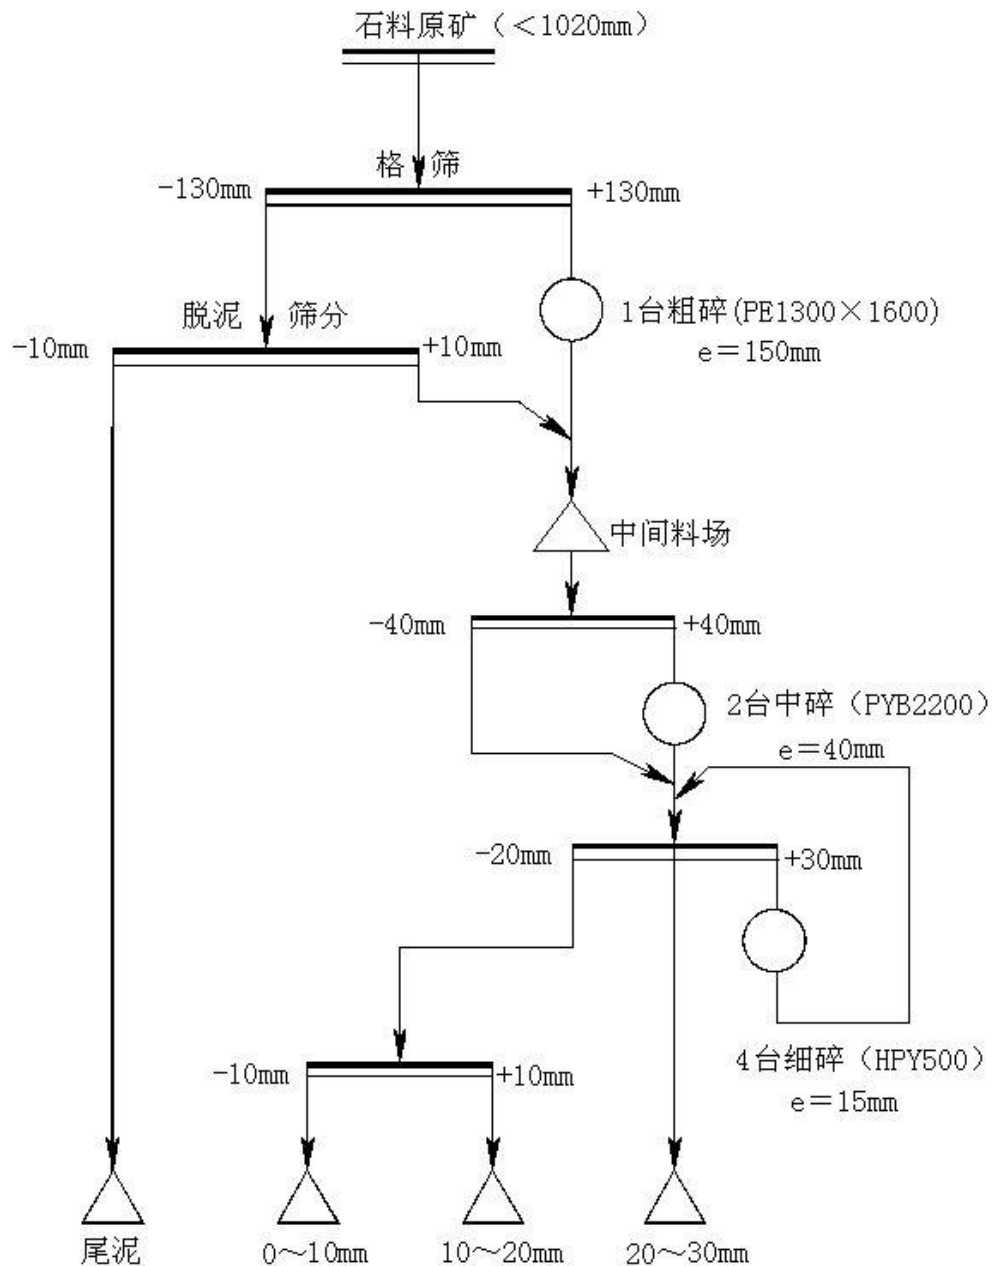 石料原矿（＜1020mm）
格 筛
-130mm
+130mm
1台粗碎(PE1300×1600)
e＝150mm
脱泥 筛分
-10mm
+10mm
中间料场
-40mm
+40mm
2台中碎（PYB2200）
e＝40mm
-20mm
+30mm
4台细碎（HPY500）
e＝15mm
-10mm
+10mm
尾泥
0～10mm
10～20mm
20～30mm